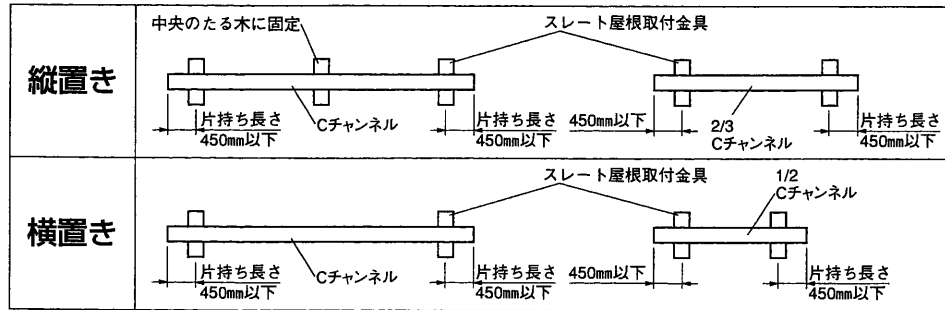 縦置き
中央のたる木に固定
スレート屋根取付金具
Cチャンネル
片持ち長さ
450mm以下
片持ち長さ
450mm以下
450mm以下
2/3
Cチャンネル
片持ち長さ
450mm以下
横置き
スレート屋根取付金具
1/2
Cチャンネル
片持ち長さ
450mm以下
Cチャンネル
片持ち長さ
450mm以下
450mm以下
片持ち長さ
450mm以下